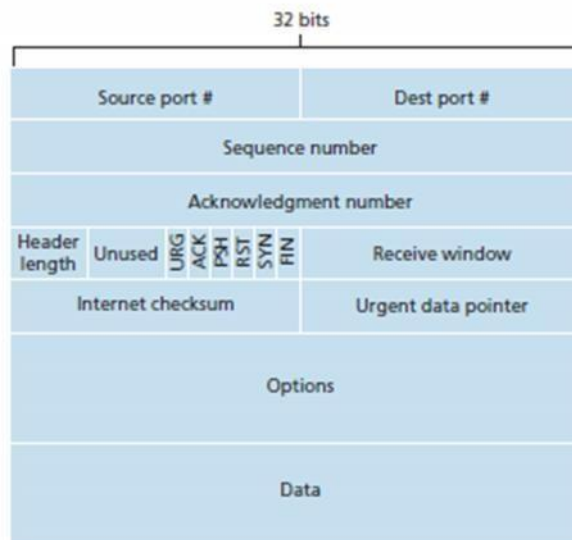 32 bits
Source port # Dest port #
Sequence number
Acknowledgment number
Header length Unused URG ACK PSH RST SYN FIN Receive window
Internet checksum Urgent data pointer
Options
Data